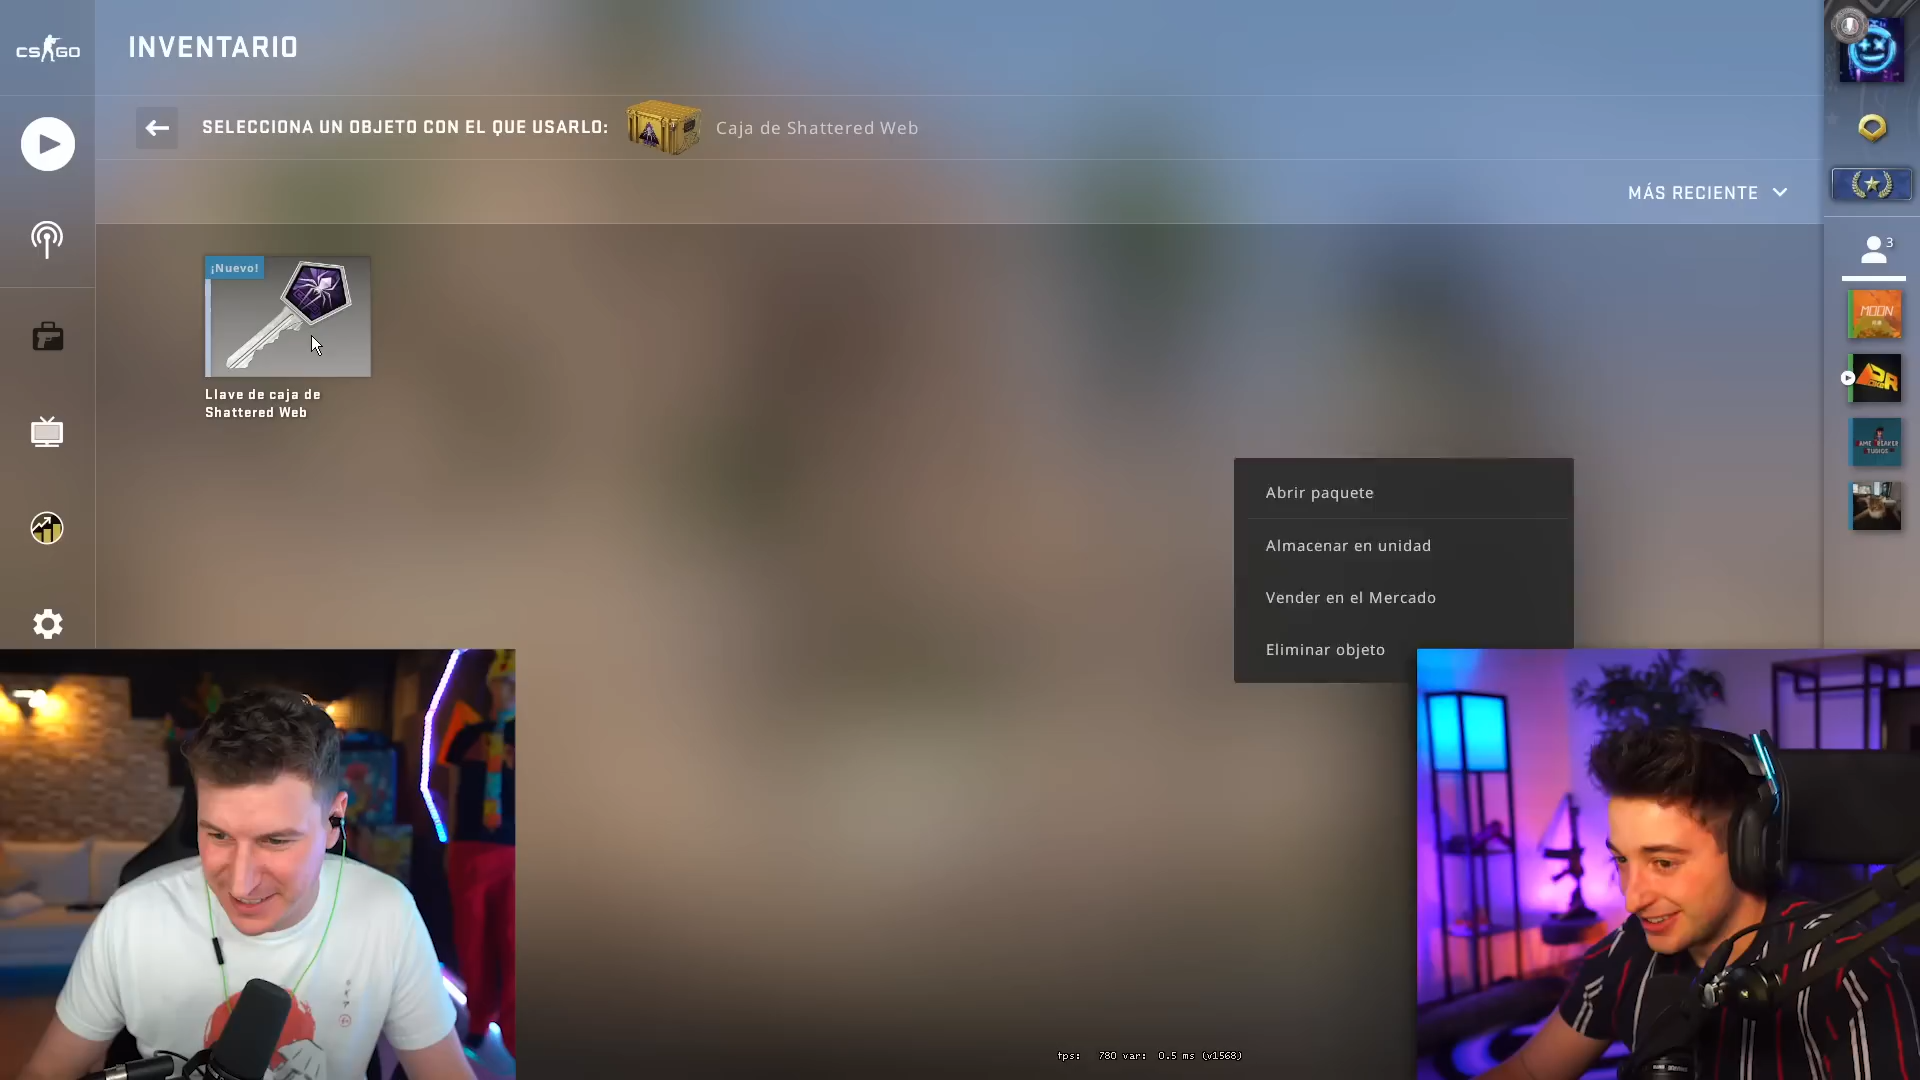 CS GO
INVENTARIO
SELECCIONA UN OBJETO CON EL QUE USARLO:
Caja de Shattered Web
MÁS RECIENTE
3
¡Nuevo!
Llave de caja de
Shattered Web
MOON
Abrir paquete
Almacenar en unidad
Vender en el Mercado
Eliminar objeto
fps: 780 var: 0.5 ms (v1568)